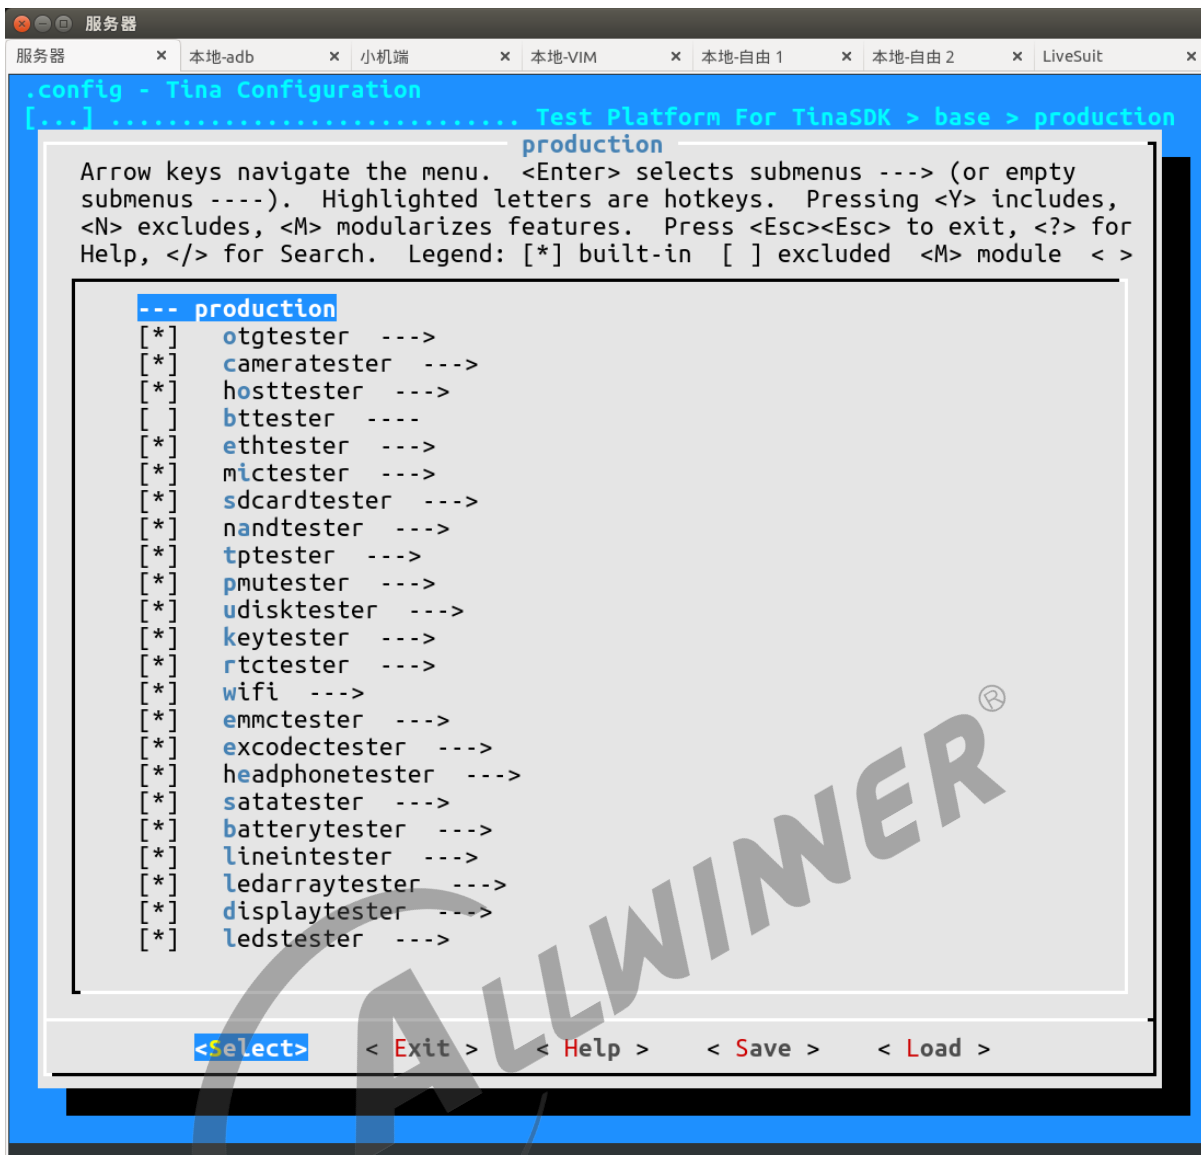 服务器
服务器 × 本地-adb × 小机端 × 本地-VIM × 本地-自由 1 × 本地-自由 2 × LiveSuit ×
.config - Tina Configuration
[...] ............................. Test Platform For TinaSDK > base > production
production
Arrow keys navigate the menu.  <Enter> selects submenus ---> (or empty
submenus ----).  Highlighted letters are hotkeys.  Pressing <Y> includes,
<N> excludes, <M> modularizes features.  Press <Esc><Esc> to exit, <?> for
Help, </> for Search.  Legend: [*] built-in  [ ] excluded  <M> module  < >
--- production
[*]   otgtester  --->
[*]   cameratester  --->
[*]   hosttester  --->
[ ]   bttester  ----
[*]   ethtester  --->
[*]   mictester  --->
[*]   sdcardtester  --->
[*]   nandtester  --->
[*]   tptester  --->
[*]   pmutester  --->
[*]   udisktester  --->
[*]   keytester  --->
[*]   rtctester  --->
[*]   wifi  --->
[*]   emmctester  --->
[*]   excodectester  --->
[*]   headphonetester  --->
[*]   satatester  --->
[*]   batterytester  --->
[*]   lineintester  --->
[*]   ledarraytester  --->
[*]   displaytester  --->
[*]   ledstester  --->
<Select>    < Exit >    < Help >    < Save >    < Load >
ALLWINNER®